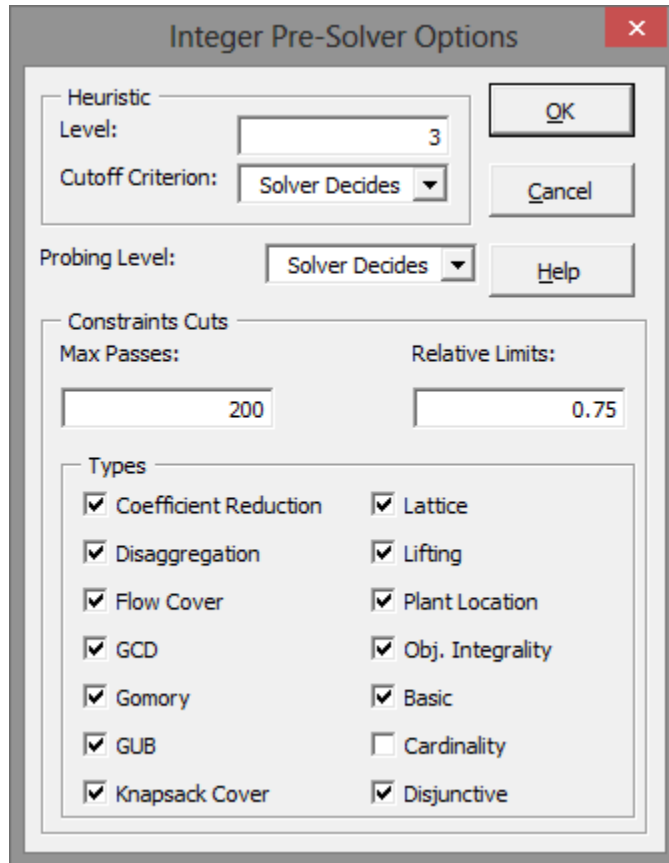 Integer Pre-Solver Options
Heuristic
Level:
3
Cutoff Criterion:
Solver Decises
OK
Cancel
Probing Level:
Solver Decides
Help
Constraints Cuts
Max Passes:
Relative Limits:
200
0.75
Types
Coefficient Reduction
Lattice
Disaggregation
Lifting
Flow Cover
Plant Location
GCD
Obj. Integrality
Gomory
Basic
GUB
Cardinality
Knapsack Cover
Disjunctive